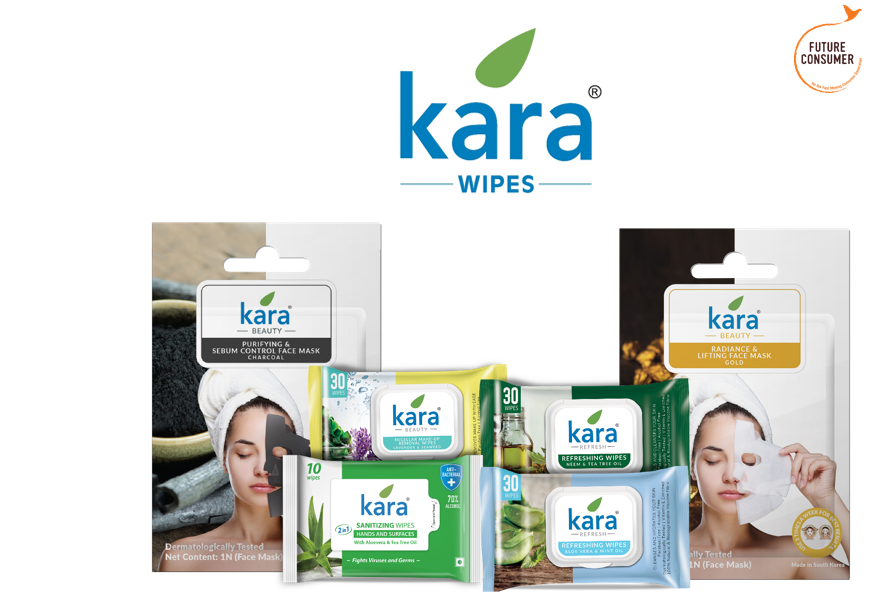 FUTURE
CONSUMER
kara®
WIPES
kara®
BEAUTY
PURIFYING &
SEBUM CONTROL FACE MASK
CHARCOAL
Dermatologically Tested
Net Content: 1N (Face Mask)
kara®
BEAUTY
RADIANCE &
LIFTING FACE MASK
GOLD
Tested
1N (Face Mask)
Made in South Korea
30
WIPES
kara®
BEAUTY
MICELLAR MAKE-UP
REMOVAL WIPES
LAVENDER & SEAWEED
30
WIPES
kara®
REFRESH
REFRESHING WIPES
NEEM & TEA TREE OIL
10
wipes
ANTI-
BACTERIAL
70%
ALCOHOL
kara®
2 in 1
SANITIZING WIPES
HANDS AND SURFACES
With Aloevera & Tea Tree Oil
– Fights Viruses and Germs –
30
WIPES
kara®
REFRESH
REFRESHING WIPES
ALOE VERA & MINT OIL